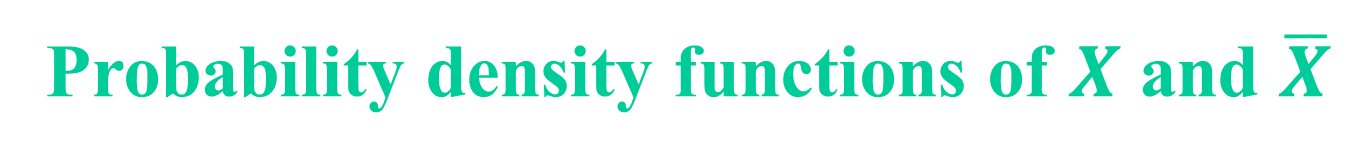 Probability density functions of X and X̅